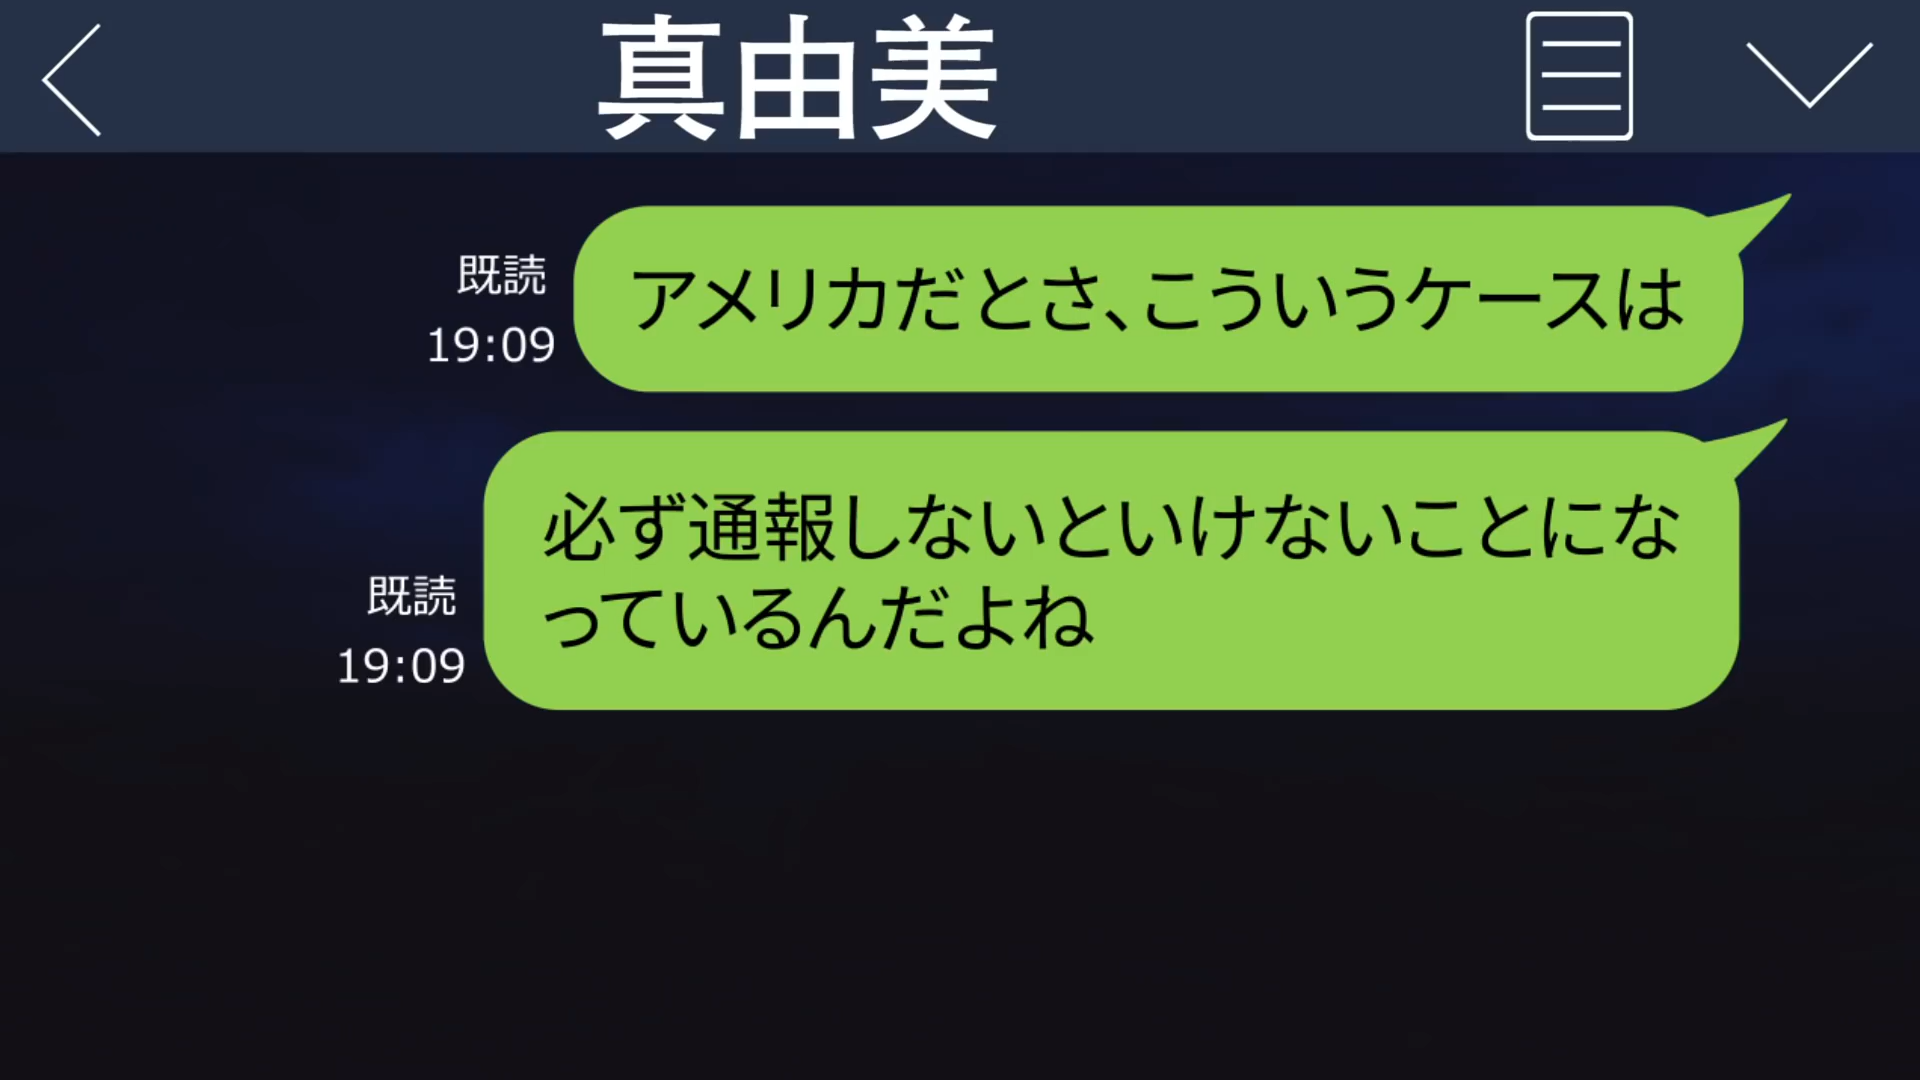 真由美
アメリカだとさ、こういうケースは
既読
19:09
必ず通報しないといけないことにな
っているんだよね
既読
19:09